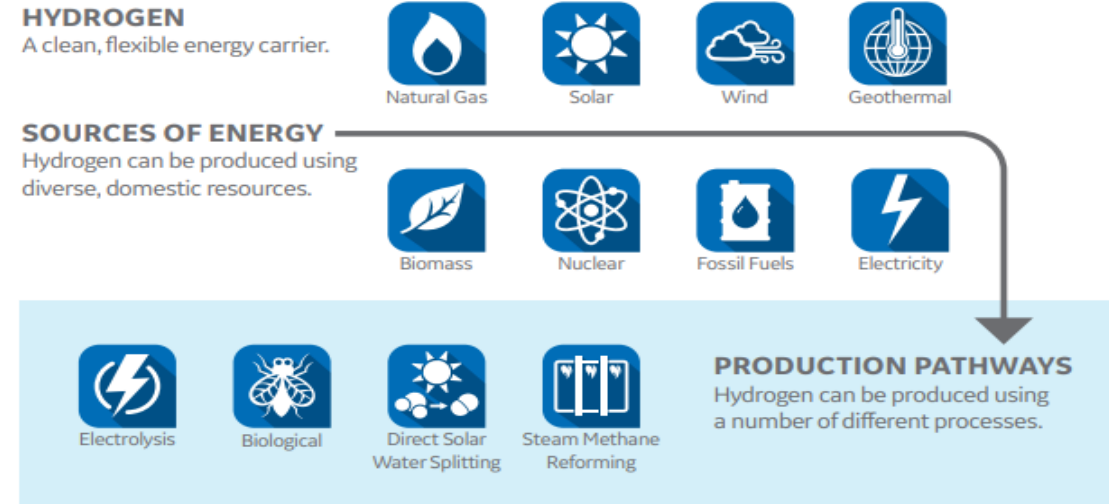 HYDROGEN
A clean, flexible energy carrier.
Natural Gas
Solar
Wind
Geothermal
SOURCES OF ENERGY
Hydrogen can be produced using
diverse, domestic resources.
Biomass
Nuclear
Fossil Fuels
Electricity
Electrolysis
Biological
Direct Solar
Water Splitting
Steam Methane
Reforming
PRODUCTION PATHWAYS
Hydrogen can be produced using
a number of different processes.